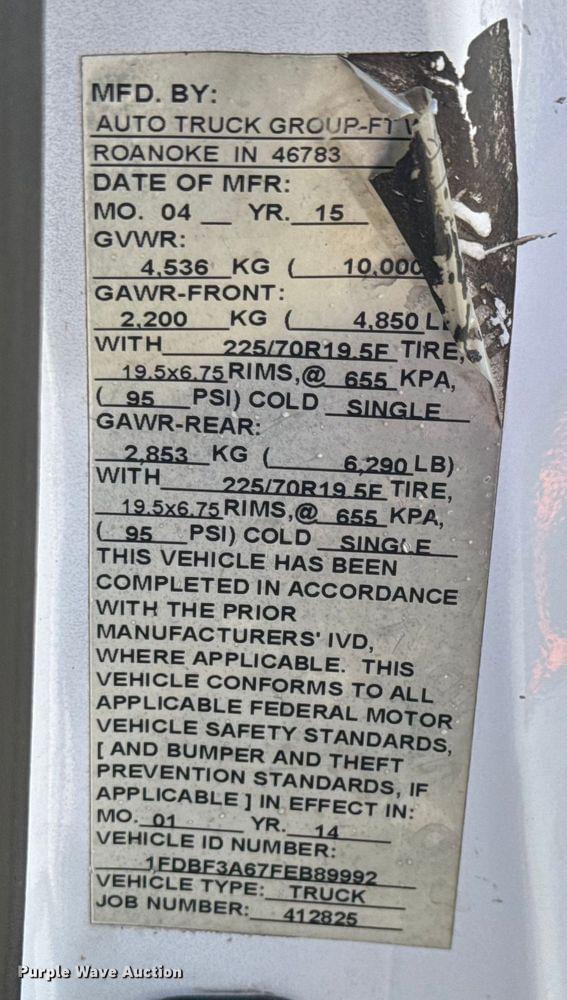 MFD. BY:
AUTO TRUCK GROUP-FT
ROANOKE IN 46783
DATE OF MFR:
MO. 04 YR. 15
GVWR:
4,536 KG ( 10,000
GAWR-FRONT:
2,200 KG ( 4,850 L
WITH 225/70R19.5F TIRE,
19.5x6.75 RIMS,@ 655 KPA,
( 95 PSI) COLD SINGLE
GAWR-REAR:
2,853 KG ( 6,290 LB)
WITH 225/70R19.5F TIRE,
19.5x6.75 RIMS,@ 655 KPA,
( 95 PSI) COLD SINGLE
THIS VEHICLE HAS BEEN
COMPLETED IN ACCORDANCE
WITH THE PRIOR
MANUFACTURERS' IVD,
WHERE APPLICABLE. THIS
VEHICLE CONFORMS TO ALL
APPLICABLE FEDERAL MOTOR
VEHICLE SAFETY STANDARDS,
[ AND BUMPER AND THEFT
PREVENTION STANDARDS, IF
APPLICABLE ] IN EFFECT IN:
MO. 01 YR. 14
VEHICLE ID NUMBER:
1FDBF3A67FEB89992
VEHICLE TYPE: TRUCK
JOB NUMBER: 412825
Purple Wave Auction